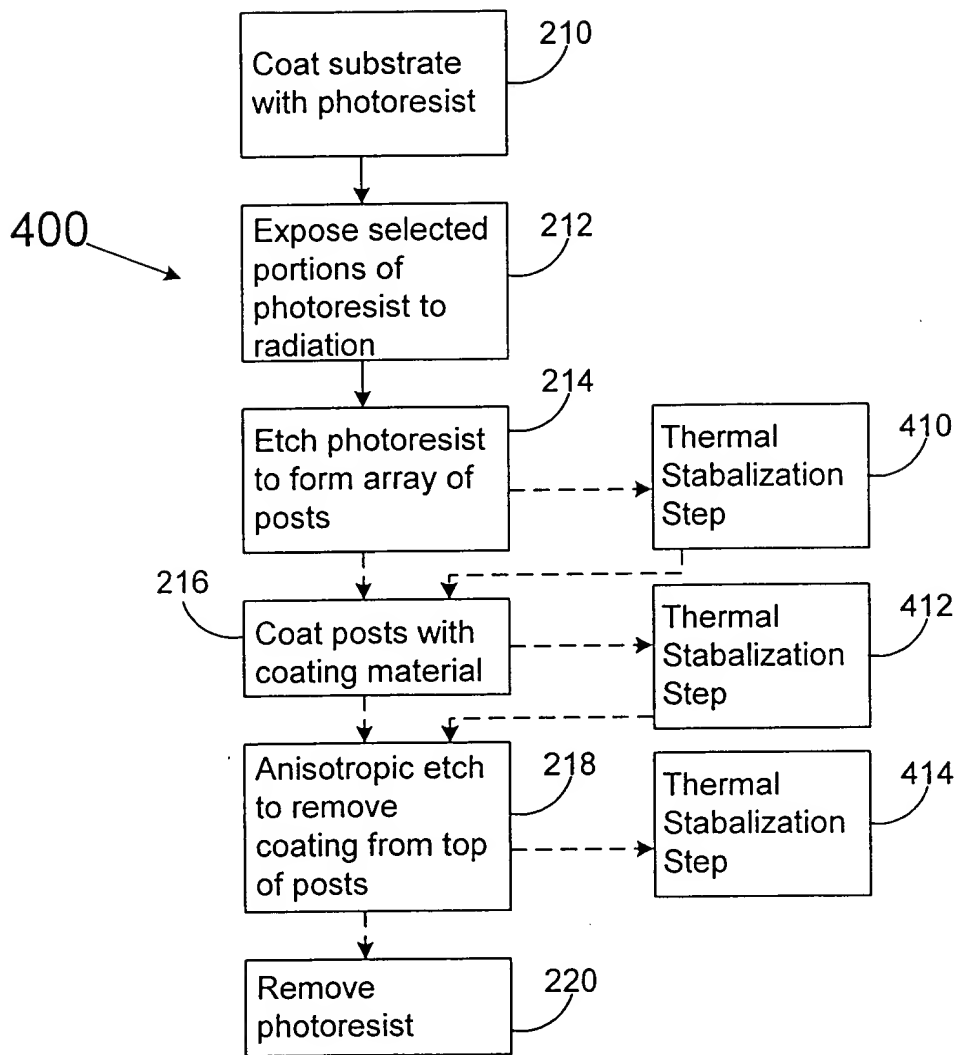 210
Coat substrate
with photoresist
400
212
Expose selected
portions of
photoresist to
radiation
214
Etch photoresist
to form array of
posts
410
Thermal
Stabalization
Step
216
Coat posts with
coating material
412
Thermal
Stabalization
Step
218
Anisotropic etch
to remove
coating from top
of posts
414
Thermal
Stabalization
Step
220
Remove
photoresist